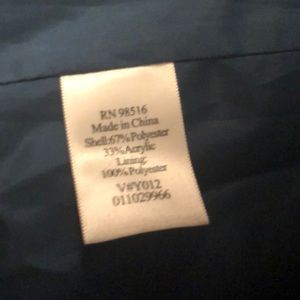 RN 98516
Made in China
Shell:67% Polyester
33% Acrylic
Lining:
100% Polyester
V#Y012
011029966